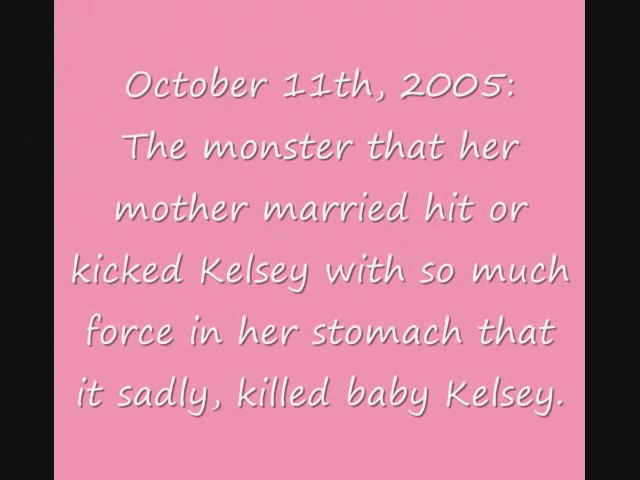 October 11th, 2005:
The monster that her
mother married hit or
kicked Kelsey with so much
force in her stomach that
it sadly, killed baby Kelsey.